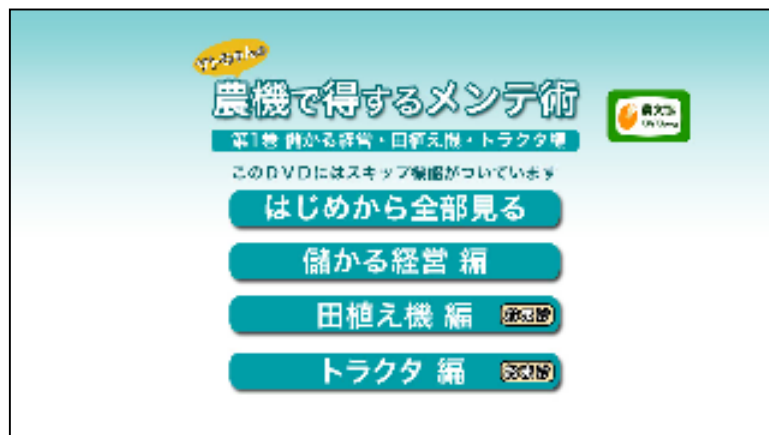 農機で得するメンテ術
第1巻 儲かる経営・田植え機・トラクタ編
このDVDにはスキップ機能がついています
はじめから全部見る
儲かる経営 編
田植え機 編
トラクタ 編